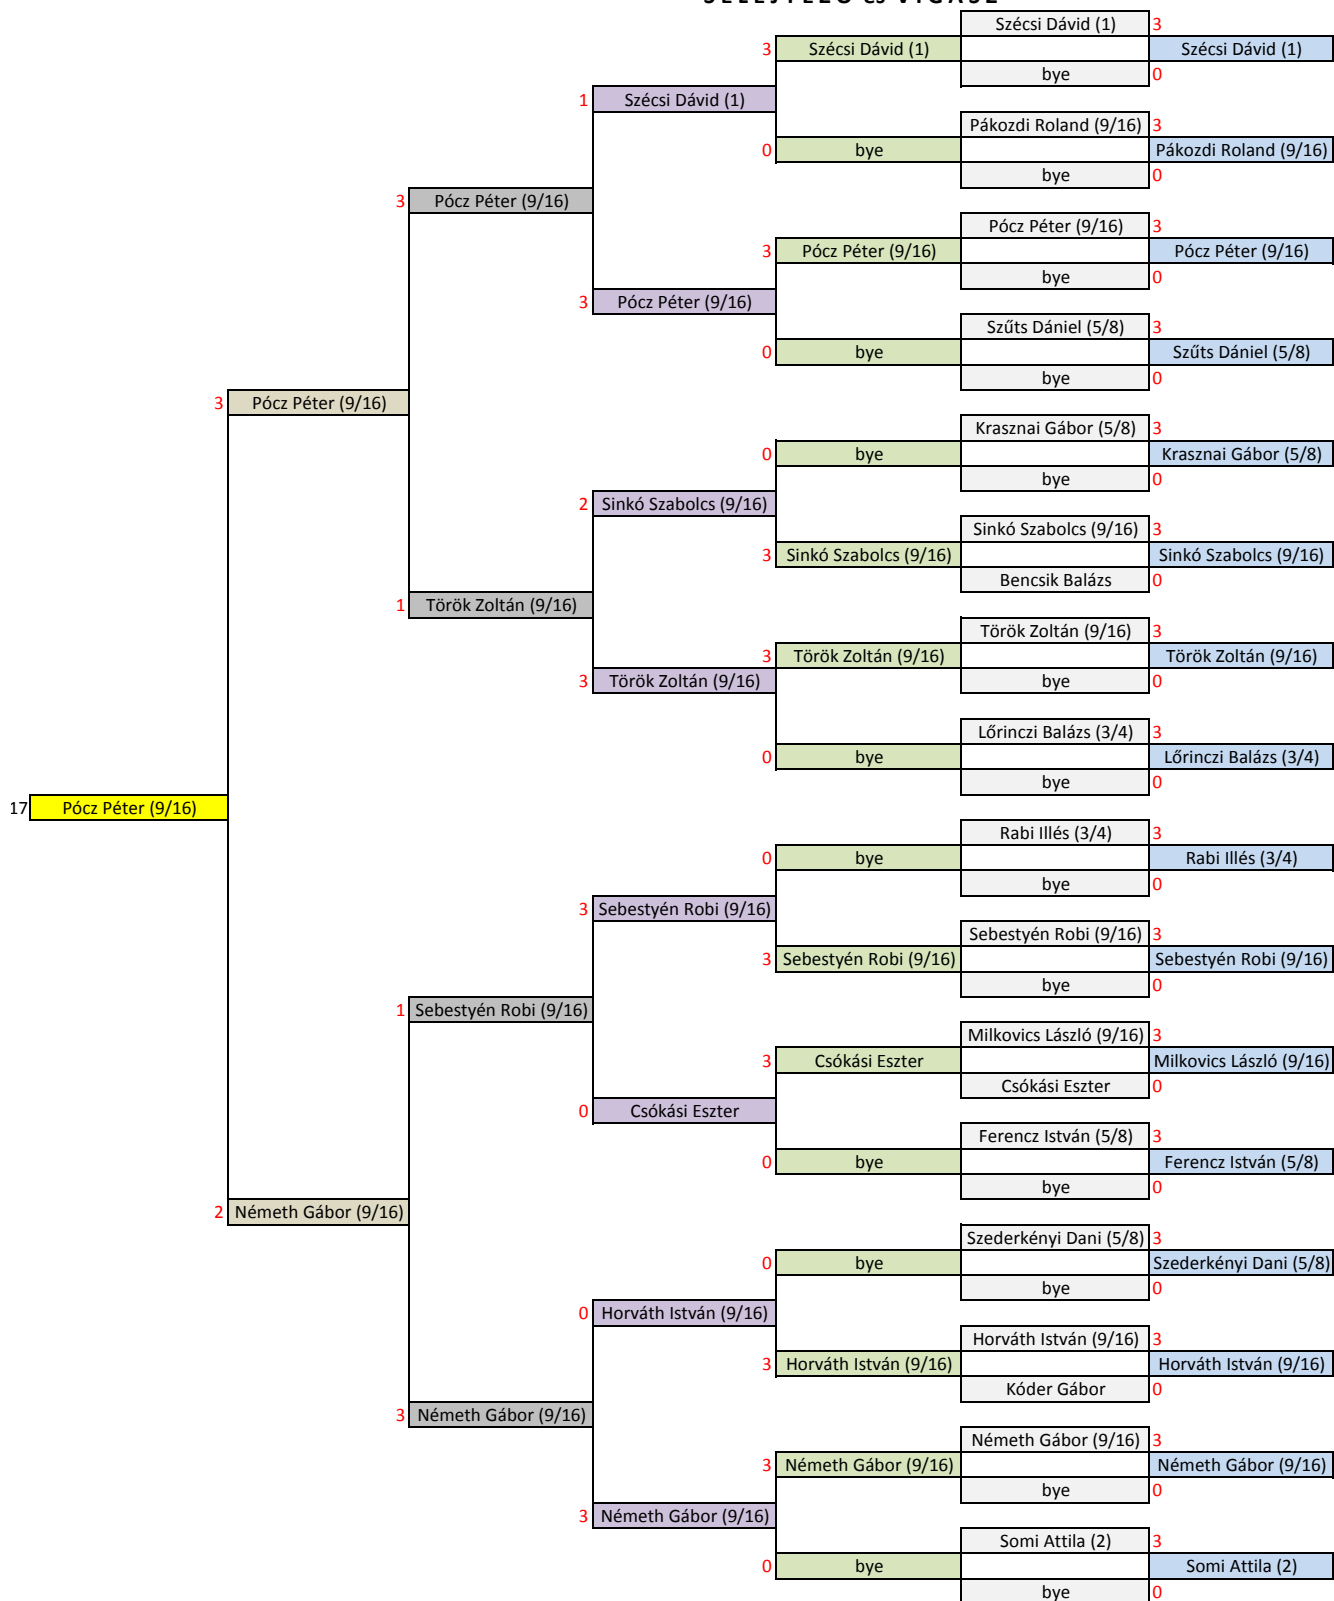 Szécsi Dávid (1) 3
3 Szécsi Dávid (1) Szécsi Dávid (1)
bye 0
1 Szécsi Dávid (1)
Pákozdi Roland (9/16) 3
0 bye Pákozdi Roland (9/16)
bye 0
3 Pócz Péter (9/16)
Pócz Péter (9/16) 3
3 Pócz Péter (9/16) Pócz Péter (9/16)
bye 0
3 Pócz Péter (9/16)
Szűts Dániel (5/8) 3
0 bye Szűts Dániel (5/8)
bye 0
3 Pócz Péter (9/16)
Krasznai Gábor (5/8) 3
0 bye Krasznai Gábor (5/8)
bye 0
2 Sinkó Szabolcs (9/16)
Sinkó Szabolcs (9/16) 3
3 Sinkó Szabolcs (9/16) Sinkó Szabolcs (9/16)
Bencsik Balázs 0
1 Török Zoltán (9/16)
Török Zoltán (9/16) 3
3 Török Zoltán (9/16) Török Zoltán (9/16)
3 Török Zoltán (9/16) bye 0
Lőrinczi Balázs (3/4) 3
0 bye Lőrinczi Balázs (3/4)
bye 0
17 Pócz Péter (9/16)
Rabi Illés (3/4) 3
0 bye Rabi Illés (3/4)
bye 0
3 Sebestyén Robi (9/16)
Sebestyén Robi (9/16) 3
3 Sebestyén Robi (9/16) Sebestyén Robi (9/16)
bye 0
1 Sebestyén Robi (9/16)
Milkovics László (9/16) 3
3 Csókási Eszter Milkovics László (9/16)
Csókási Eszter 0
0 Csókási Eszter
Ferencz István (5/8) 3
0 bye Ferencz István (5/8)
bye 0
2 Németh Gábor (9/16)
Szederkényi Dani (5/8) 3
0 bye Szederkényi Dani (5/8)
bye 0
0 Horváth István (9/16)
Horváth István (9/16) 3
3 Horváth István (9/16) Horváth István (9/16)
Kóder Gábor 0
3 Németh Gábor (9/16)
Németh Gábor (9/16) 3
3 Németh Gábor (9/16) Németh Gábor (9/16)
bye 0
3 Németh Gábor (9/16)
Somi Attila (2) 3
0 bye Somi Attila (2)
bye 0